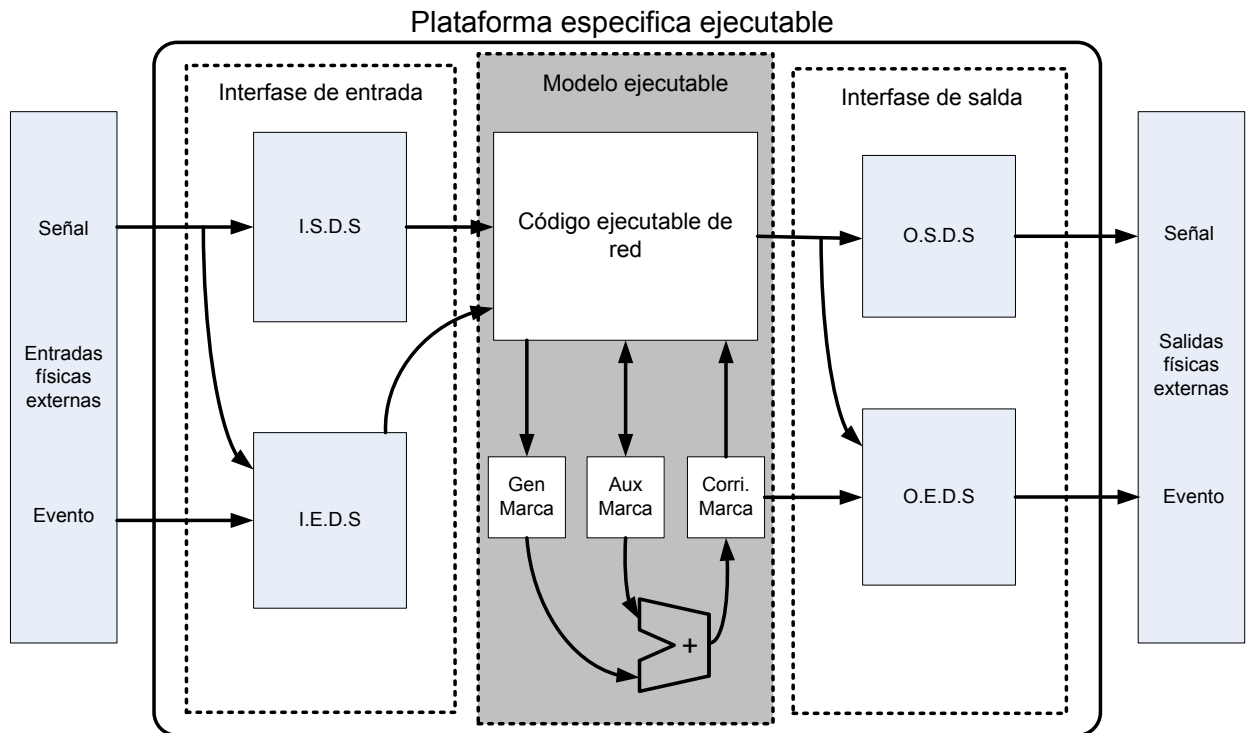 Plataforma especifica ejecutable
Señal
Entradas
físicas
externas
Evento
Interfase de entrada
I.S.D.S
I.E.D.S
Modelo ejecutable
Código ejecutable de
red
Gen
Marca
Aux
Marca
Corri.
Marca
+
Interfase de salda
O.S.D.S
O.E.D.S
Señal
Salidas
físicas
externas
Evento